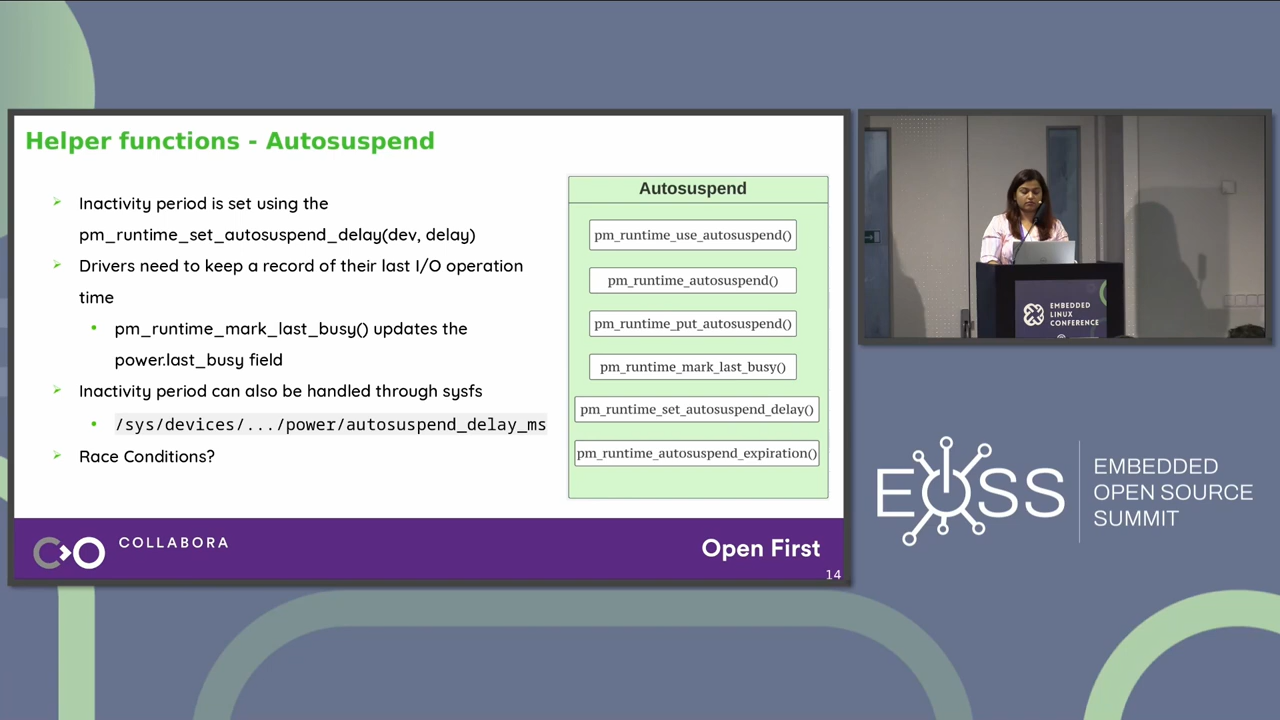 Helper functions - Autosuspend
Inactivity period is set using the
pm_runtime_set_autosuspend_delay(dev, delay)
Drivers need to keep a record of their last I/O operation
time
pm_runtime_mark_last_busy() updates the
power.last_busy field
Inactivity period can also be handled through sysfs
/sys/devices/.../power/autosuspend_delay_ms
Race Conditions?
Autosuspend
pm_runtime_use_autosuspend()
pm_runtime_autosuspend()
pm_runtime_put_autosuspend()
pm_runtime_mark_last_busy()
pm_runtime_set_autosuspend_delay()
pm_runtime_autosuspend_expiration()
COLLABORA
Open First
14
EMBEDDED
LINUX
CONFERENCE
EOSS
EMBEDDED
OPEN SOURCE
SUMMIT